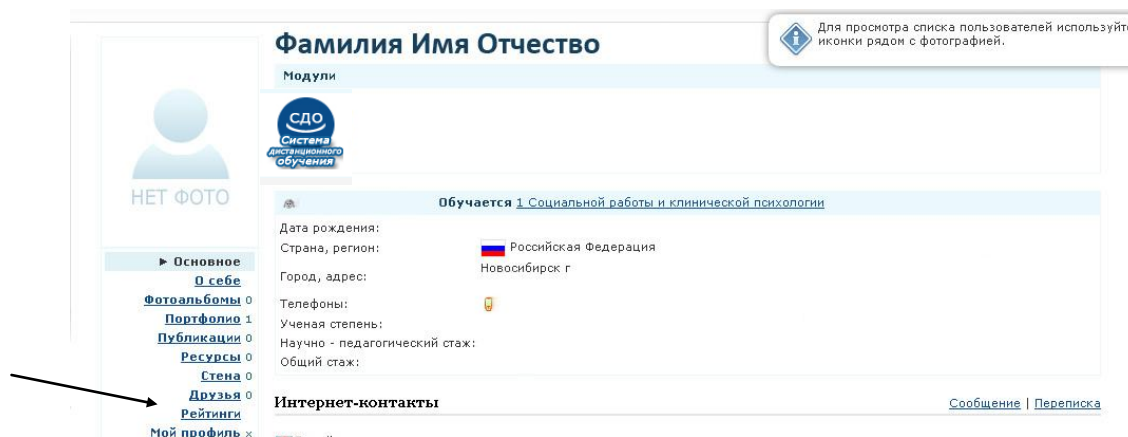 Для просмотра списка пользователей используйт
иконки рядом с фотографией.
Фамилия Имя Отчество
Модули
СДО
Система
дистанционного
обучения
НЕТ ФОТО
Обучается 1 Социальной работы и клинической психологии
Дата рождения:
Страна, регион: Российская Федерация
Город, адрес: Новосибирск г
Телефоны:
Ученая степень:
Научно - педагогический стаж:
Общий стаж:
► Основное
О себе
Фотоальбомы 0
Портфолио 1
Публикации 0
Ресурсы 0
Стена 0
Друзья 0
Рейтинги
Мой профиль ×
Интернет-контакты
Сообщение | Переписка